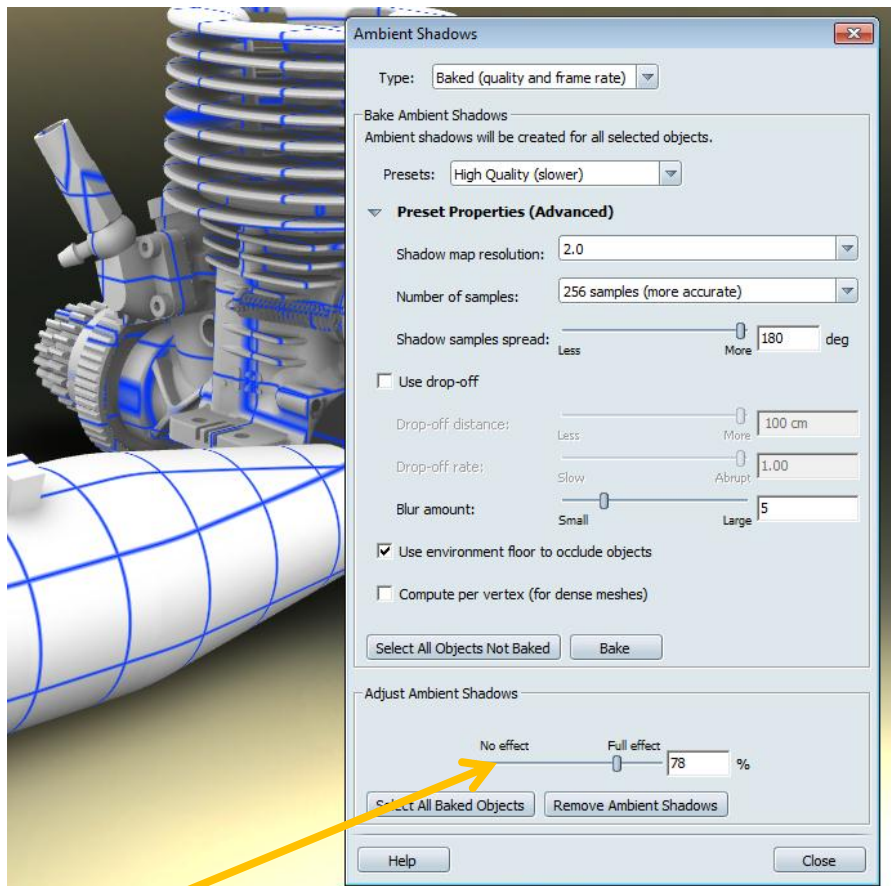 Ambient Shadows
Type: Baked (quality and frame rate)
Bake Ambient Shadows
Ambient shadows will be created for all selected objects.
Presets: High Quality (slower)
Preset Properties (Advanced)
Shadow map resolution: 2.0
Number of samples: 256 samples (more accurate)
Shadow samples spread: 180 deg
Less More
Use drop-off
Drop-off distance: 100 cm
Less More
Drop-off rate: 1.00
Slow Abrupt
Blur amount: 5
Small Large
Use environment floor to occlude objects
Compute per vertex (for dense meshes)
Select All Objects Not Baked Bake
Adjust Ambient Shadows
No effect Full effect
78 %
Select All Baked Objects Remove Ambient Shadows
Help Close